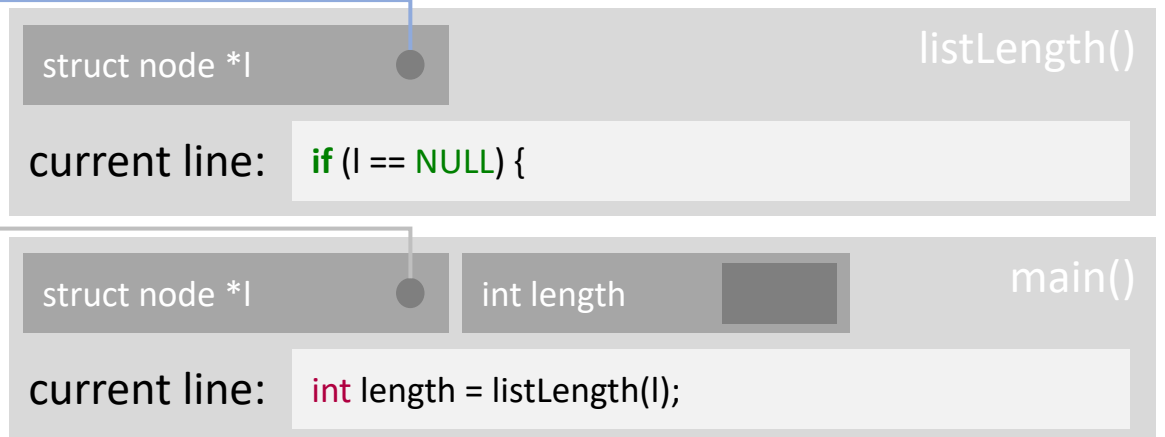 struct node *l
listLength()
current line: if (l == NULL) {
struct node *l
int length
main()
current line: int length = listLength(l);